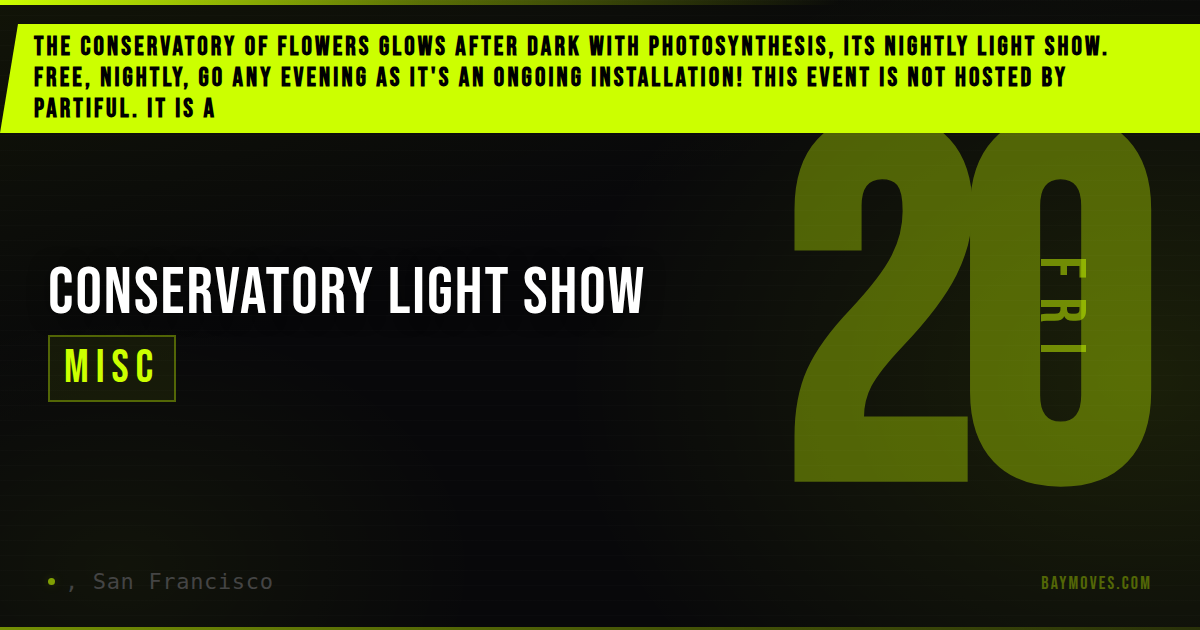 THE CONSERVATORY OF FLOWERS GLOWS AFTER DARK WITH PHOTOSYNTHESIS, ITS NIGHTLY LIGHT SHOW.
FREE, NIGHTLY, GO ANY EVENING AS IT'S AN ONGOING INSTALLATION! THIS EVENT IS NOT HOSTED BY
PARTIFUL. IT IS A
20
FRI
CONSERVATORY LIGHT SHOW
MISC
, San Francisco
BAYMOVES.COM